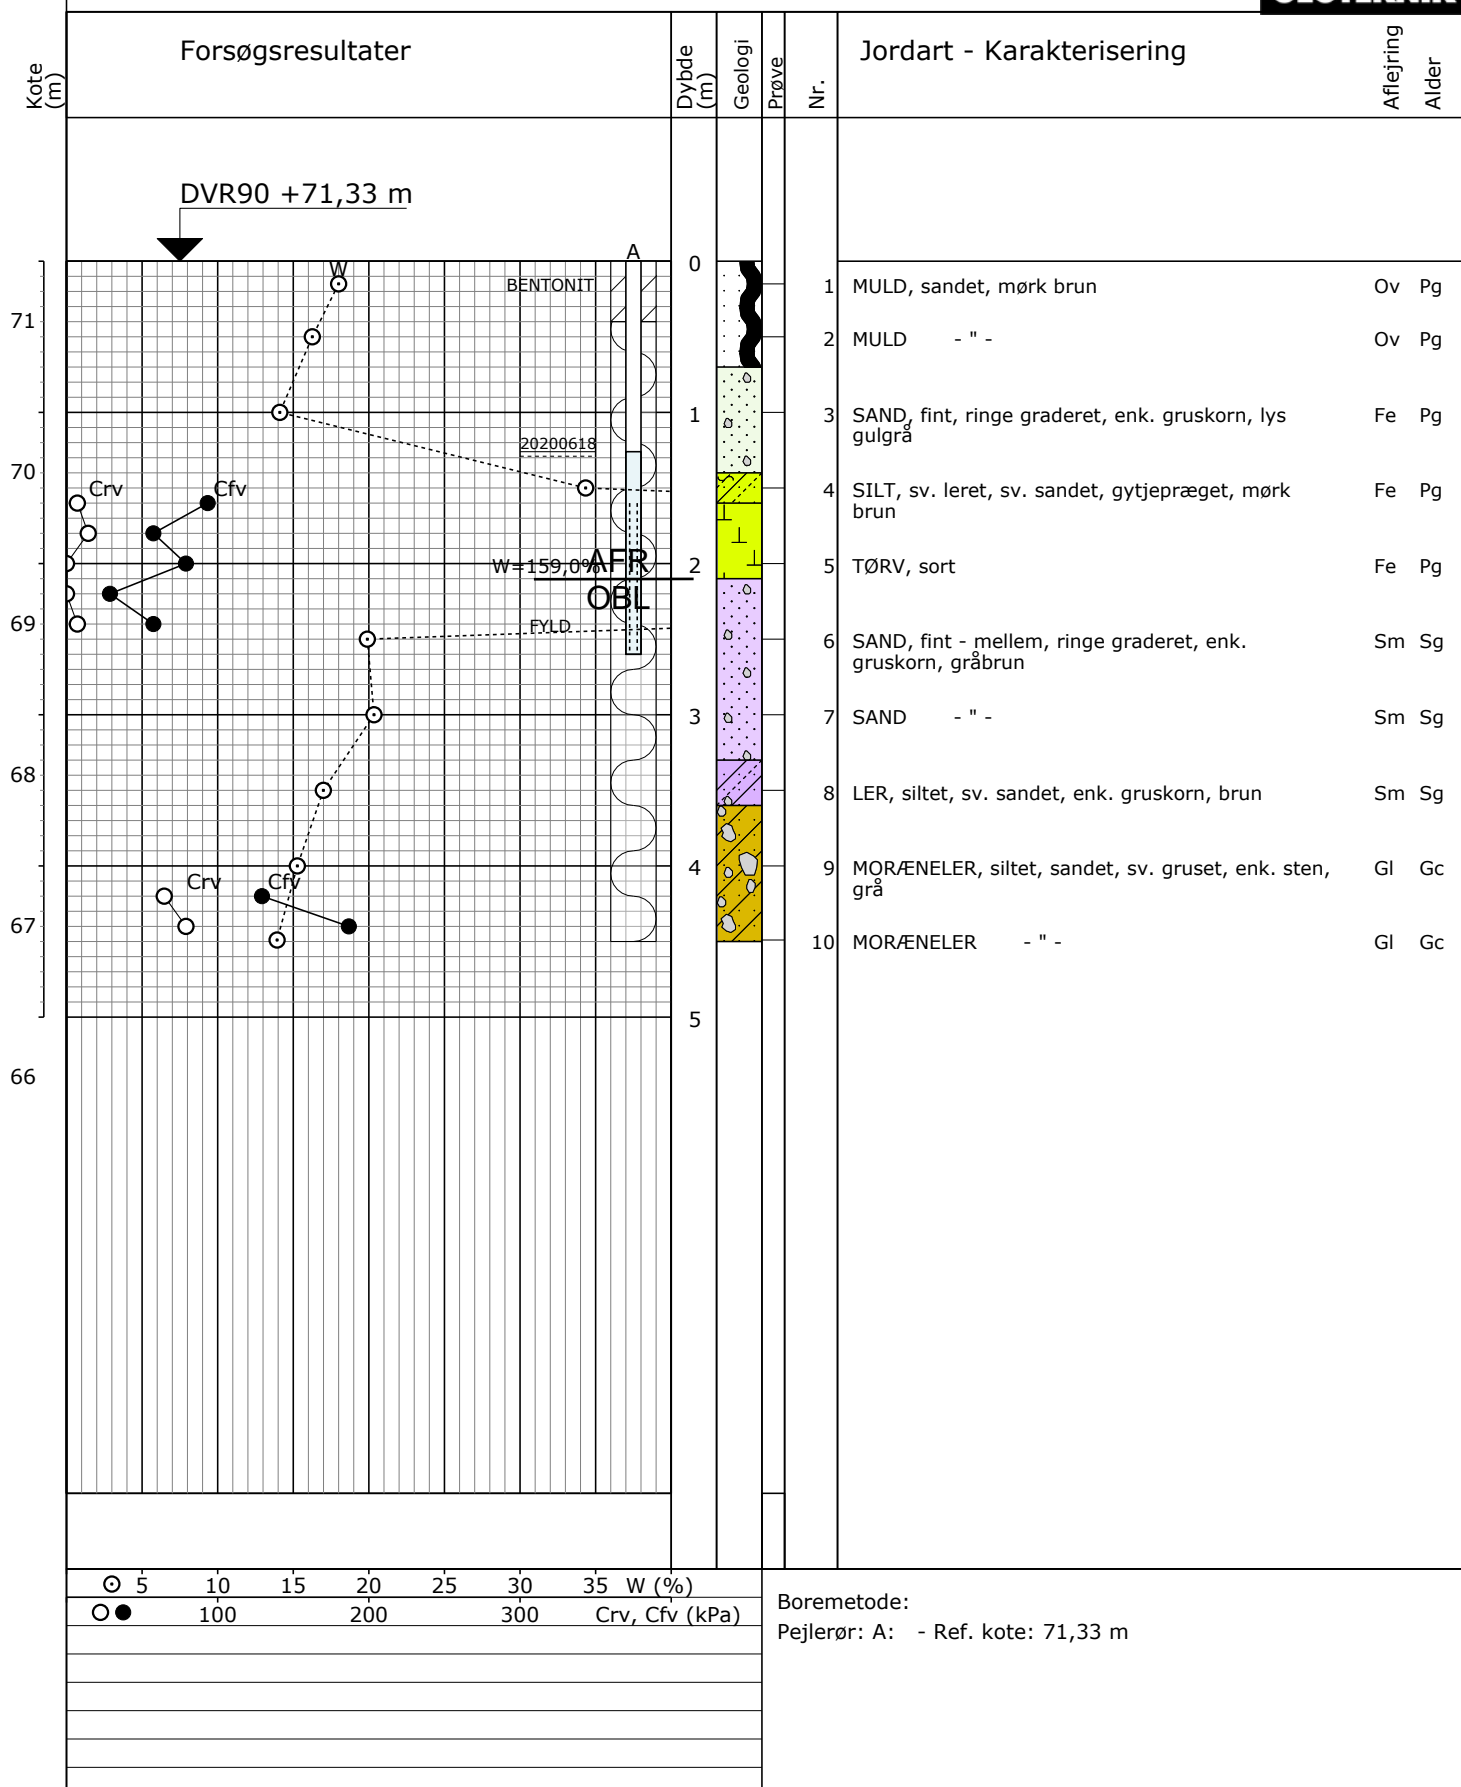 Kote (m)
Forsøgsresultater
Dybde (m)
Geologi
Prøve
Nr.
Jordart - Karakterisering
Aflejring
Alder
DVR90 +71,33 m
A
W
0
BENTONIT
1 MULD, sandet, mørk brun Ov Pg
71
2 MULD - " - Ov Pg
1
3 SAND, fint, ringe graderet, enk. gruskorn, lys Fe Pg
gulgrå
20200618
70
Crv Cfv
4 SILT, sv. leret, sv. sandet, gytjepræget, mørk Fe Pg
brun
W=159,0%
AFR
2
5 TØRV, sort Fe Pg
OBL
69
FYLD
6 SAND, fint - mellem, ringe graderet, enk. Sm Sg
gruskorn, gråbrun
3
7 SAND - " - Sm Sg
68
8 LER, siltet, sv. sandet, enk. gruskorn, brun Sm Sg
4
Crv Cfv
9 MORÆNELER, siltet, sandet, sv. gruset, enk. sten, Gl Gc
grå
67
10 MORÆNELER - " - Gl Gc
5
66
5 10 15 20 25 30 35 W (%)
100 200 300 Crv, Cfv (kPa)
Boremetode:
Pejlerør: A: - Ref. kote: 71,33 m